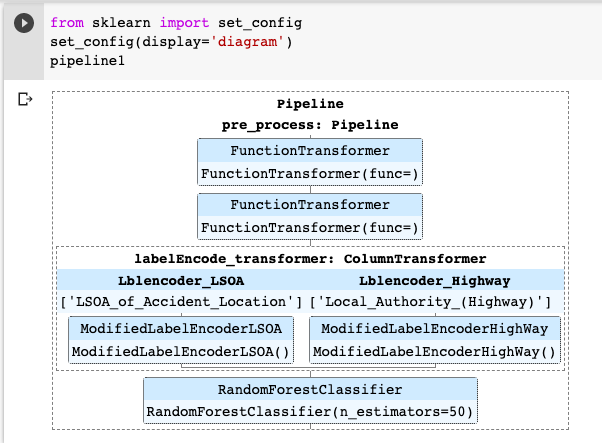 from sklearn import set_config
set_config(display='diagram')
pipeline1
Pipeline
pre_process: Pipeline
FunctionTransformer
FunctionTransformer(func=)
FunctionTransformer
FunctionTransformer(func=)
labelEncode_transformer: ColumnTransformer
Lblencoder_LSOA Lblencoder_Highway
['LSOA_of_Accident_Location'] ['Local_Authority_(Highway)']
ModifiedLabelEncoderLSOA ModifiedLabelEncoderHighWay
ModifiedLabelEncoderLSOA() ModifiedLabelEncoderHighWay()
RandomForestClassifier
RandomForestClassifier(n_estimators=50)